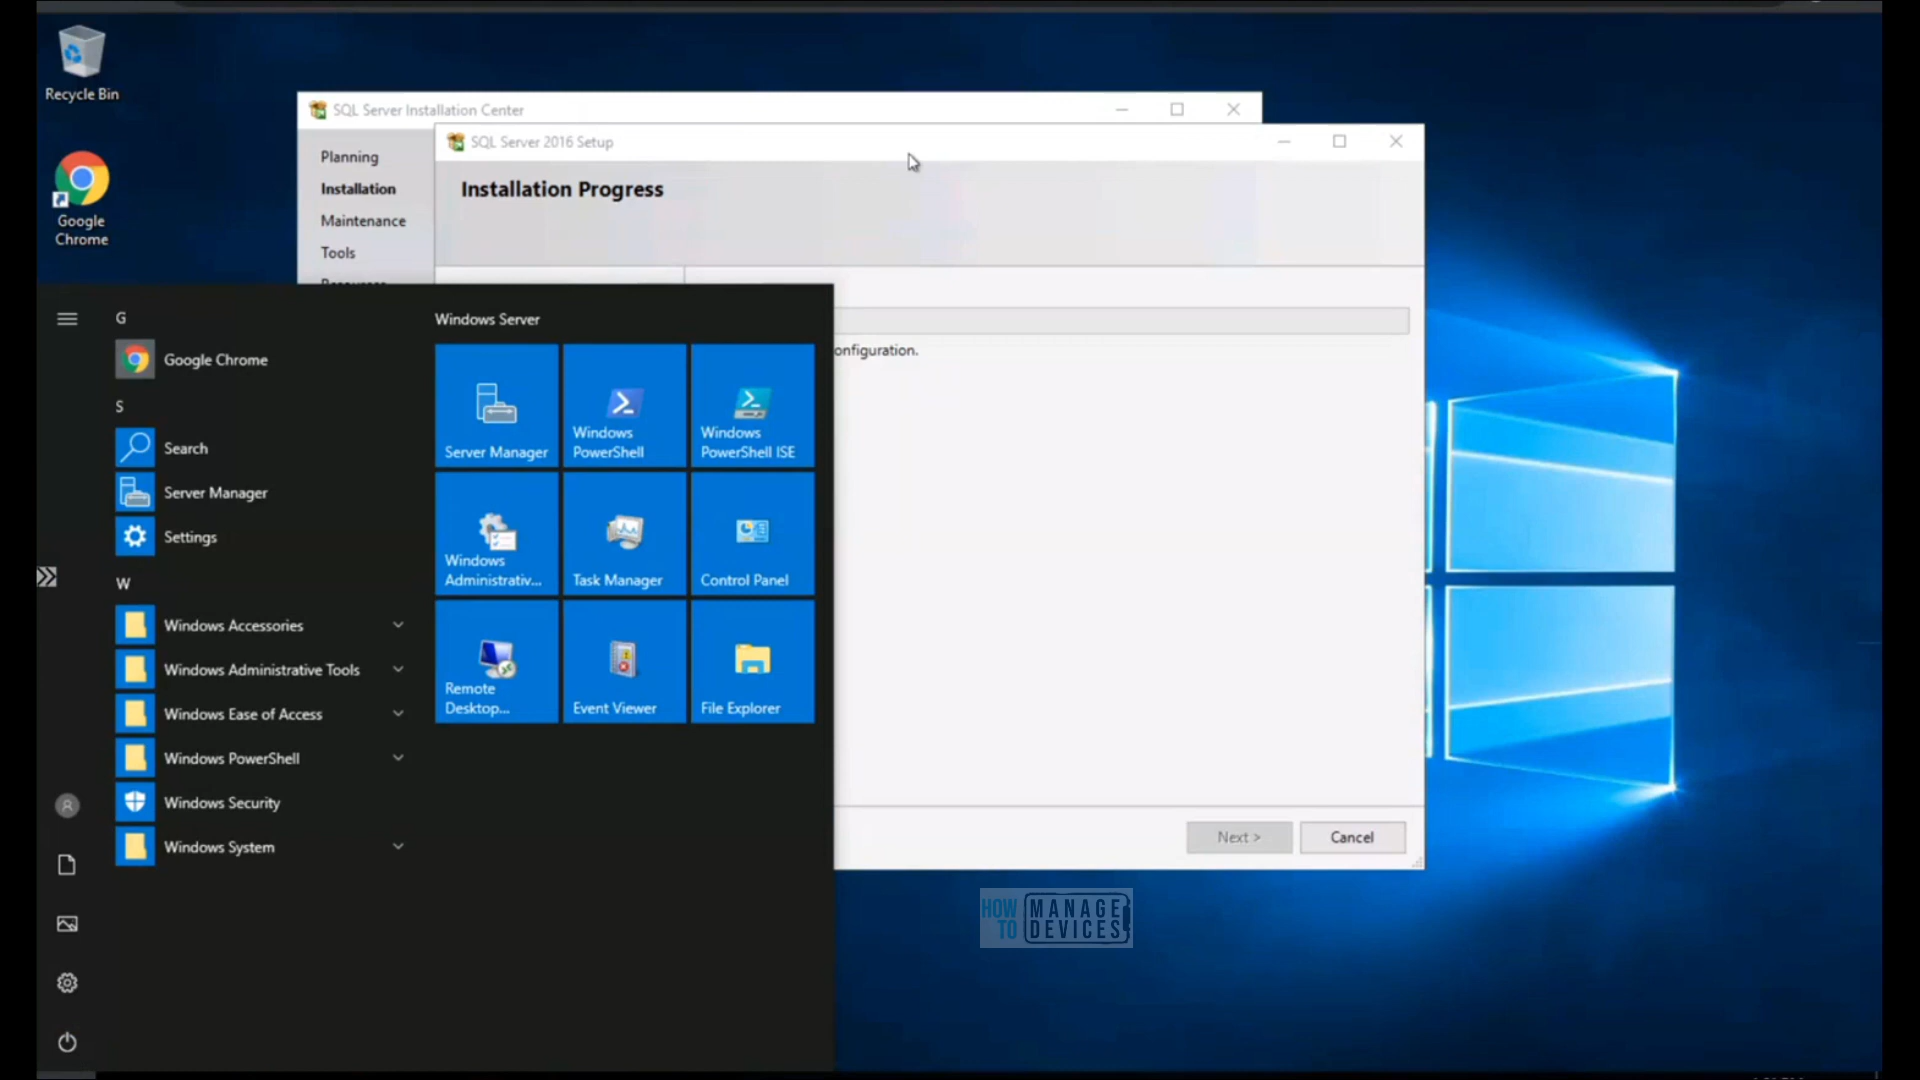 Recycle Bin
Google
Chrome
SQL Server Installation Center
SQL Server 2016 Setup
Planning
Installation
Maintenance
Tools
Installation Progress
onfiguration.
Next >
Cancel
G
Google Chrome
S
Search
Server Manager
Settings
W
Windows Accessories
Windows Administrative Tools
Windows Ease of Access
Windows PowerShell
Windows Security
Windows System
Windows Server
Server Manager
Windows
PowerShell
Windows
PowerShell ISE
Windows
Administrativ...
Task Manager
Control Panel
Remote
Desktop...
Event Viewer
File Explorer
HOW TO
MANAGE
DEVICES